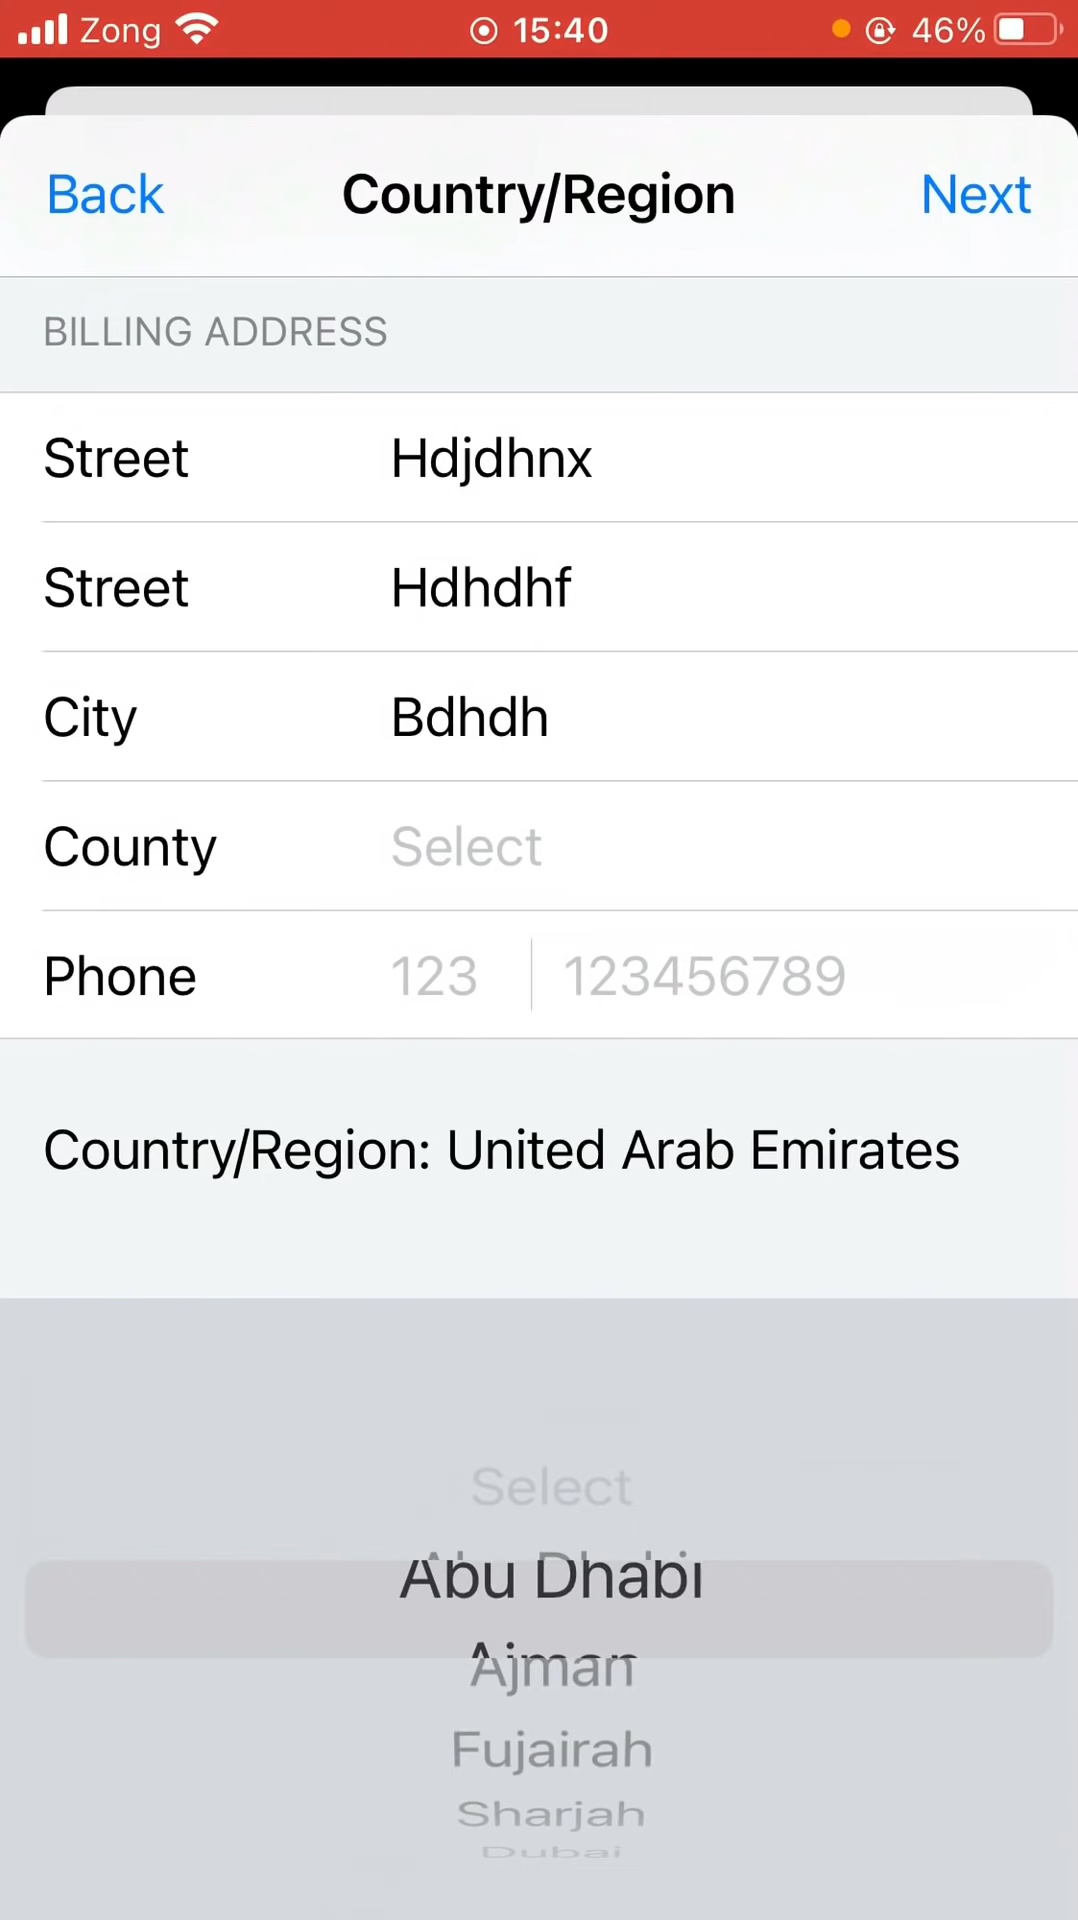 Zong 15:40 46%
Back Country/Region Next
BILLING ADDRESS
Street Hdjdhnx
Street Hdhdhf
City Bdhdh
County Select
Phone 123 123456789
Country/Region: United Arab Emirates
Select
Abu Dhabi
Ajman
Fujairah
Sharjah
Dubai